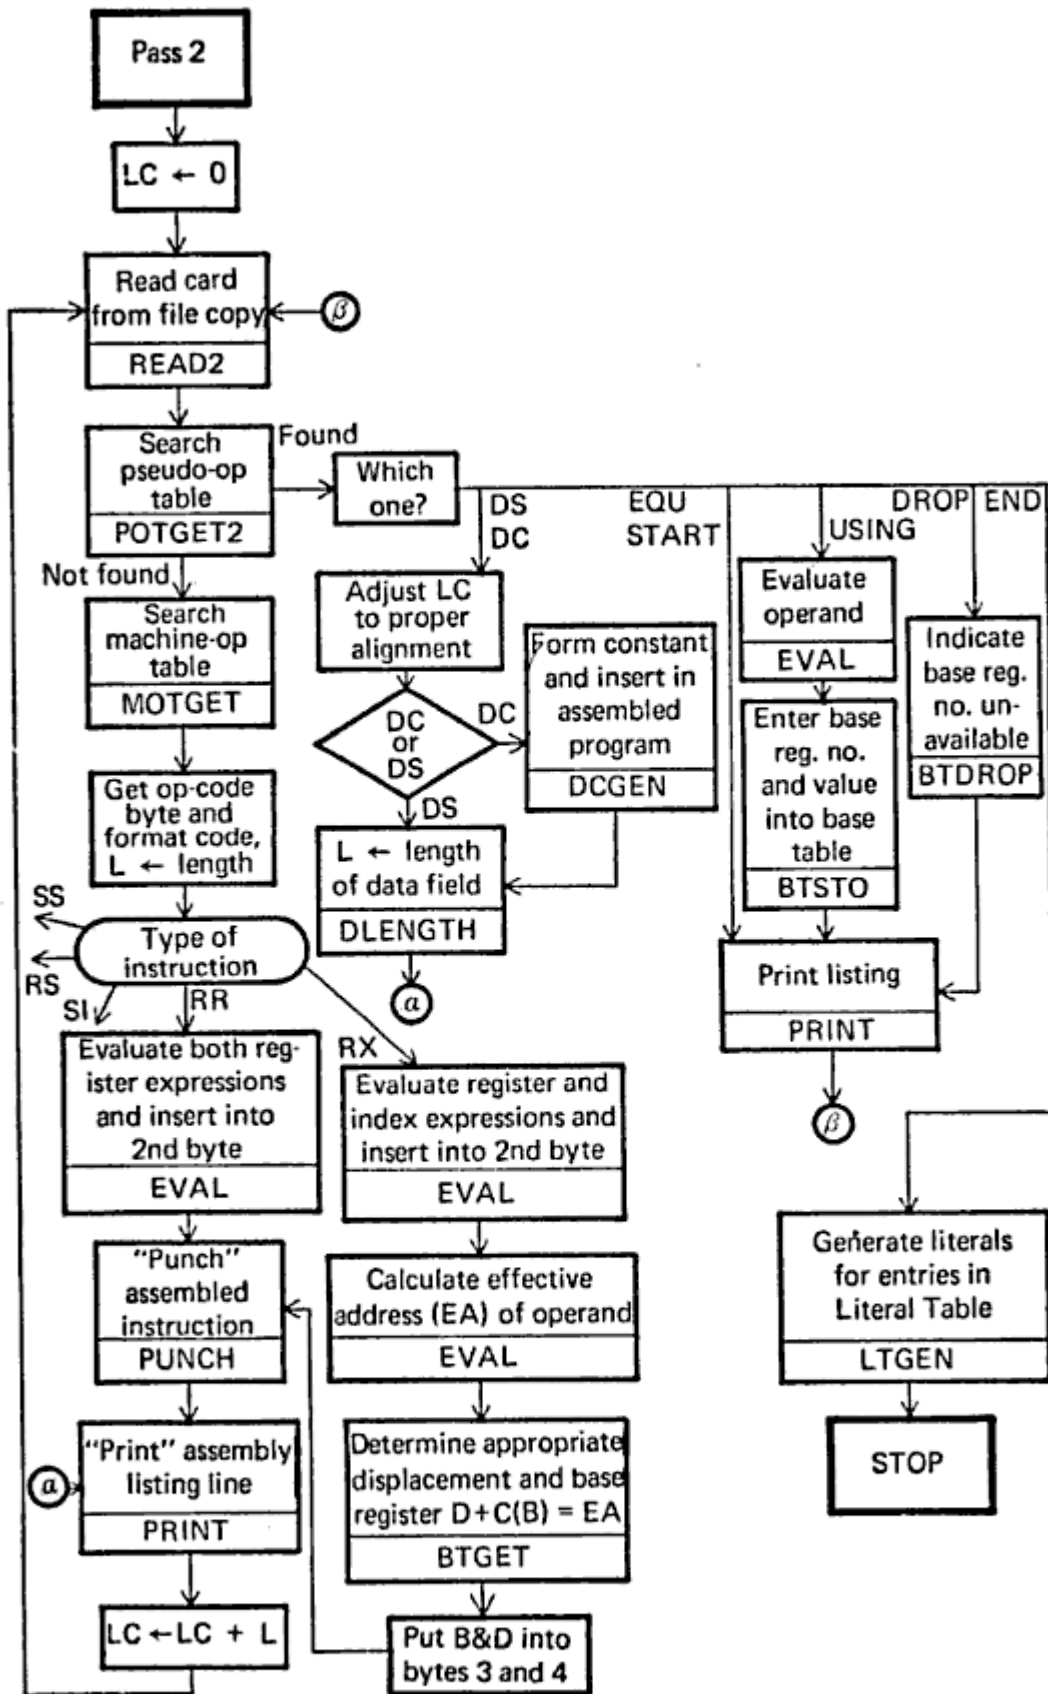 Pass 2
LC ← 0
Read card
from file copy
READ2
β
Search
pseudo-op
table
POTGET2
Found
Which
one?
DS
DC
EQU
START
USING
DROP
END
Not found
Search
machine-op
table
MOTGET
Adjust LC
to proper
alignment
DC
or
DS
DC
DS
Form constant
and insert in
assembled
program
DCGEN
L ← length
of data field
DLENGTH
a
Evaluate
operand
EVAL
Enter base
reg. no.
and value
into base
table
BTSTO
Indicate
base reg.
no. un-
available
BTDROP
Print listing
PRINT
β
Get op-code
byte and
format code,
L ← length
Type of
instruction
SS
RS
SI
RR
RX
Evaluate both reg-
ister expressions
and insert into
2nd byte
EVAL
Evaluate register and
index expressions and
insert into 2nd byte
EVAL
"Punch"
assembled
instruction
PUNCH
Calculate effective
address (EA) of operand
EVAL
Generate literals
for entries in
Literal Table
LTGEN
STOP
a
"Print" assembly
listing line
PRINT
Determine appropriate
displacement and base
register D+C(B) = EA
BTGET
LC ← LC + L
Put B&D into
bytes 3 and 4